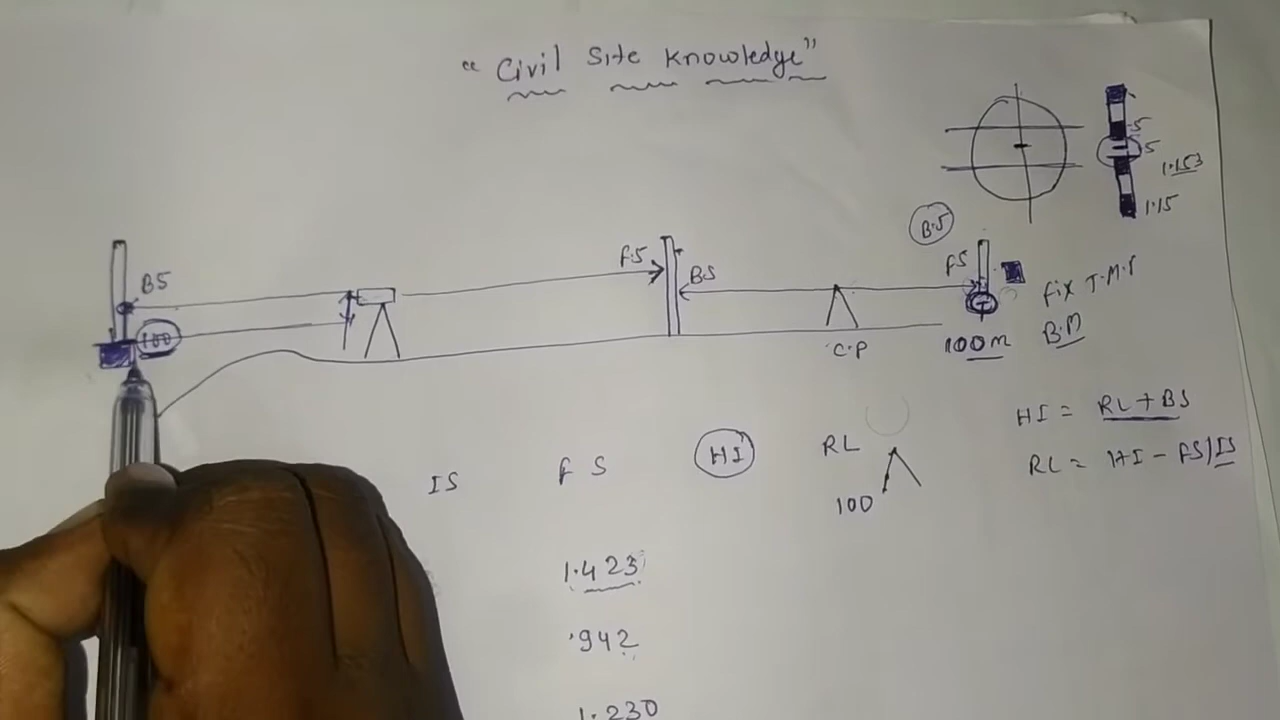 "Civil Site Knowledge"
.5
5
1.153
1.15
B.S
BS
F.S
BS
FS
fix T.M.
100
C.P
100m
B.M
HI = RL + BS
RL = HI - FS/IS
IS
FS
HI
RL
100
1.423
.942
1.230